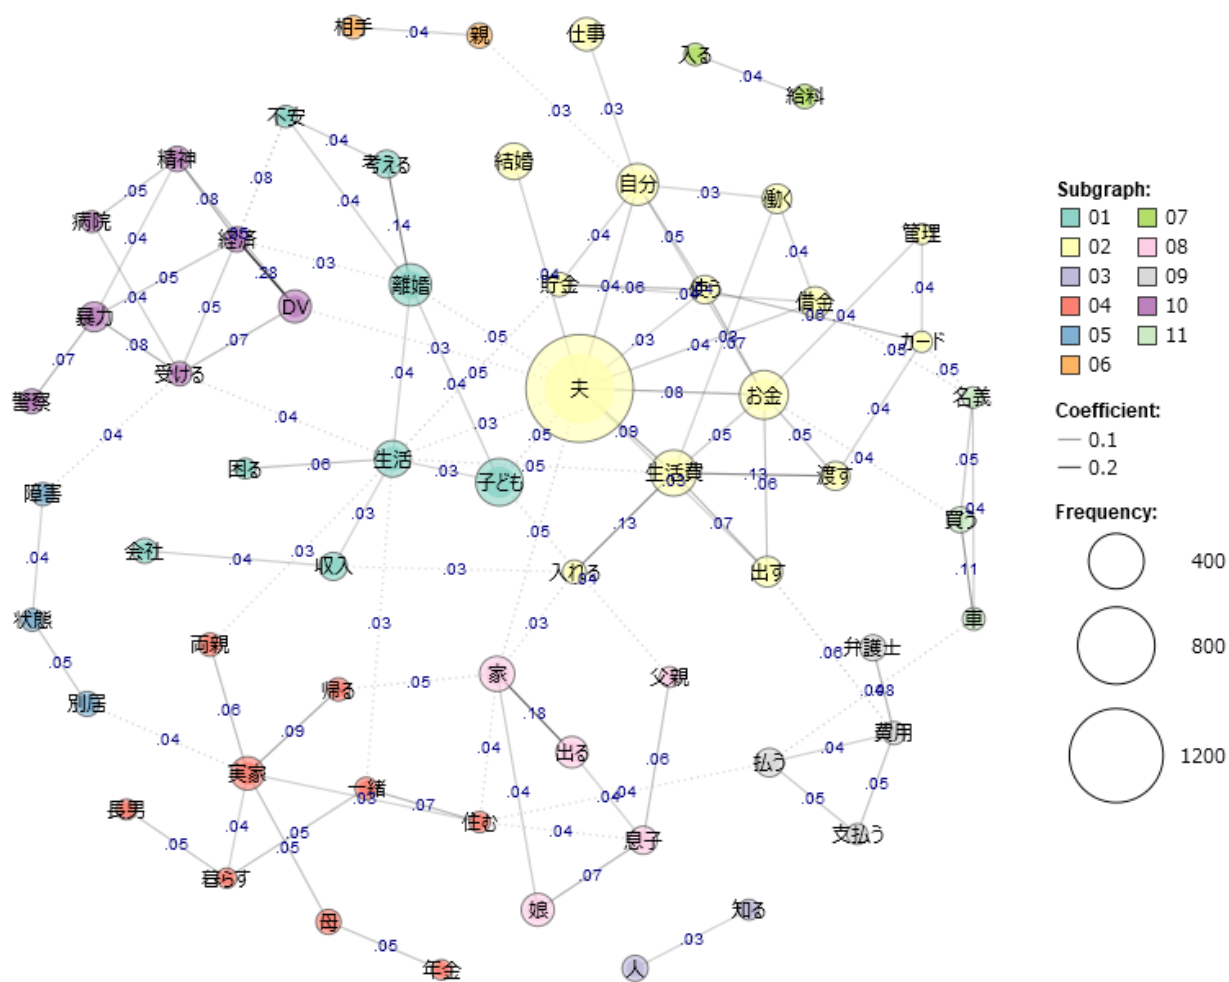 相手
.04
親
仕事
入る
.04
給料
.03
.03
不安
.04
考える
精神
結婚
自分
.03
働く
.05
.08
.08
.04
.14
病院
.04
管理
経済
.04
.05
.04
.28
.03
離婚
.04
.06
貯金
使う
借金
.04
.05
.04
.05
DV
暴力
.08
.07
.07
受ける
警察
.03
.04
.05
.04
.03
.04
.04
カード
.05
.05
夫
.08
お金
名義
.04
.04
.03
.05
.09
.05
.05
.04
.04
困る
.06
生活
.03
子ども
.05
生活費
.03
.13
.06
渡す
.05
.04
障害
.03
.03
.05
.13
.07
買う
.11
.04
会社
.04
収入
.03
入れる
出す
状態
.05
両親
.03
.03
車
.06
弁護士
帰る
.05
家
父親
別居
.06
.09
.18
.08
.04
実家
.04
出る
.06
払う
.04
費用
一緒
.07
.04
.04
.04
.05
.05
長男
.04
.05
.05
住む
.04
息子
支払う
.05
暮らす
.07
母
娘
知る
.05
年金
.03
人
Subgraph:
01 07
02 08
03 09
04 10
05 11
06
Coefficient:
0.1
0.2
Frequency:
400
800
1200